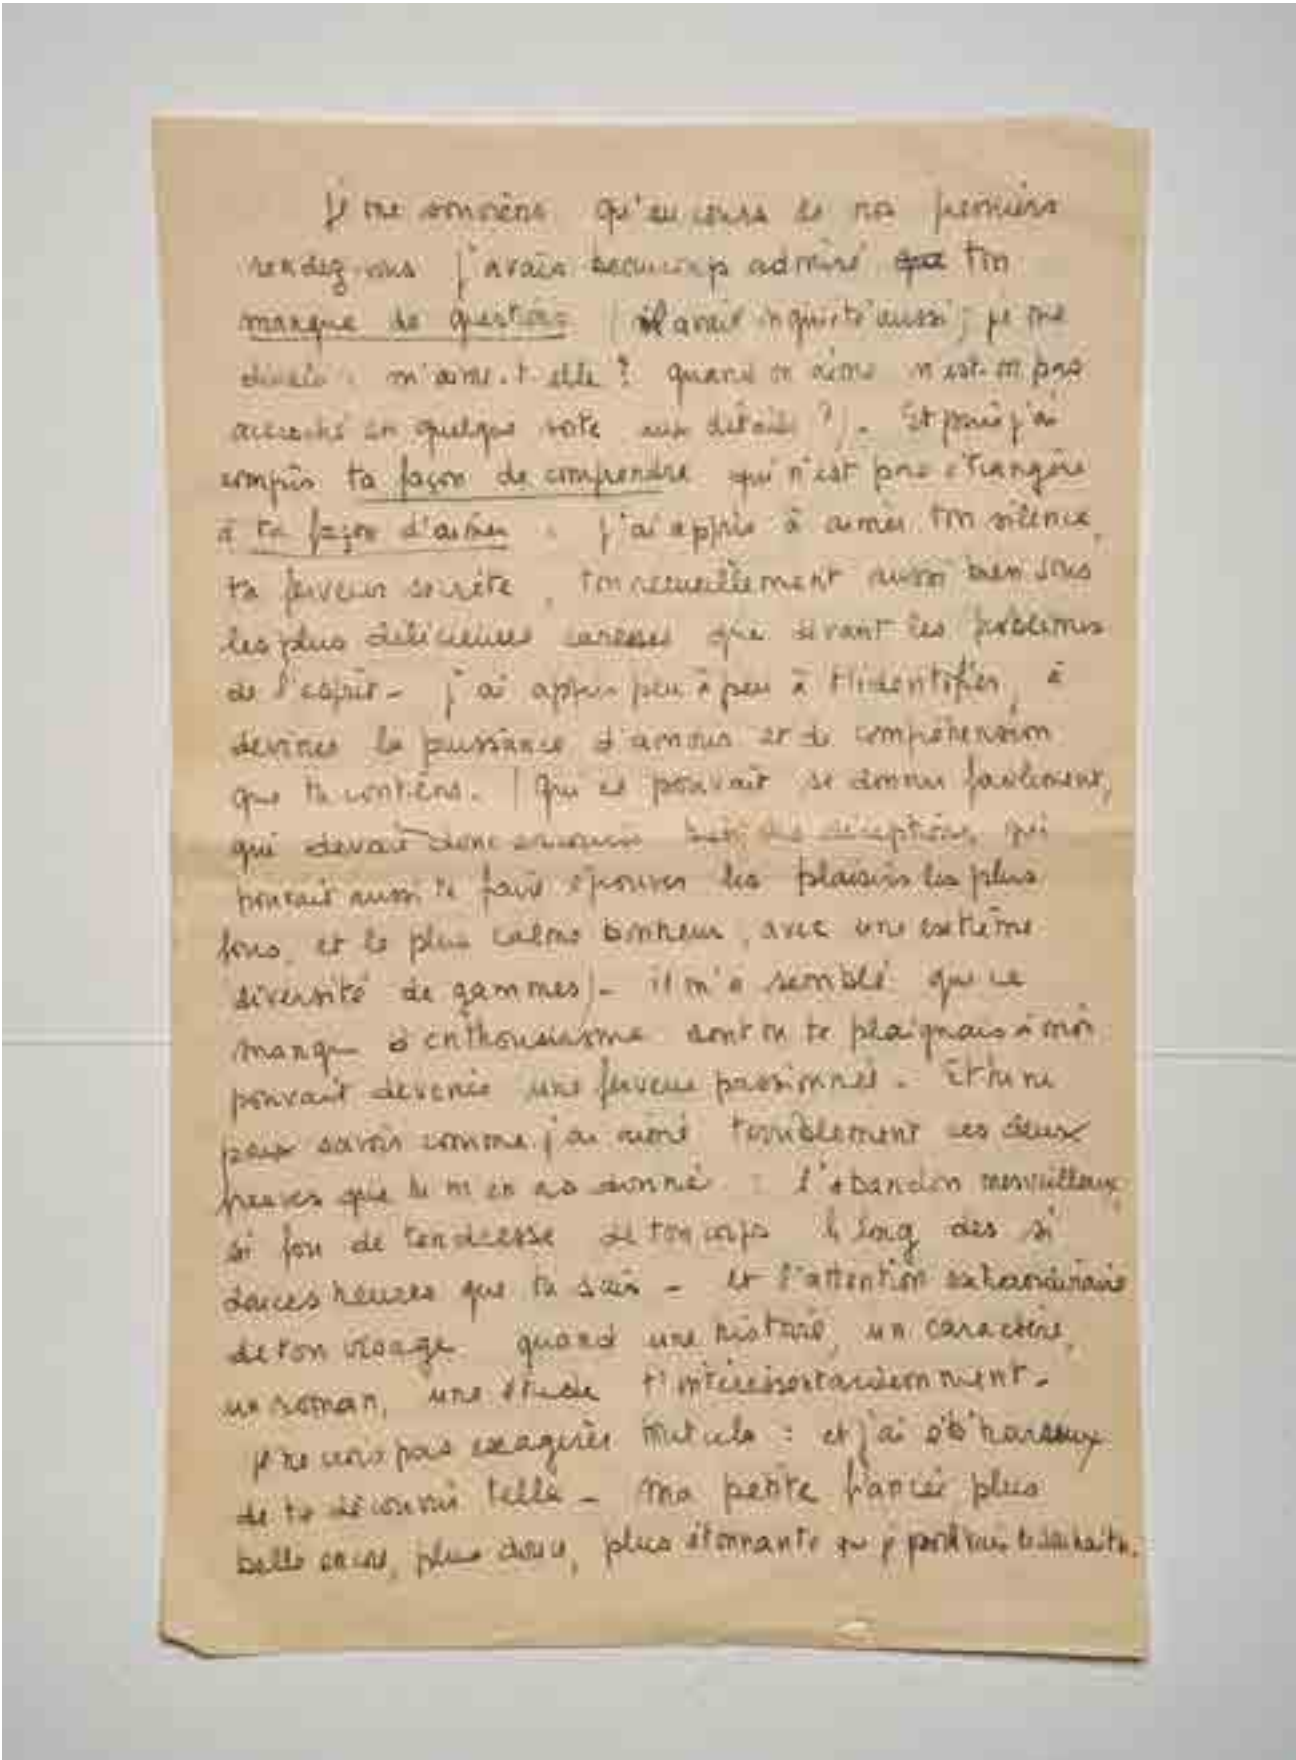 Je me souviens qu'au cours de nos premiers
rendez-vous j'avais beaucoup admiré que ton
manque de questions (il avait inquiété aussi ; je me
disais : m'aime-t-elle ? quand on aime n'est-on pas
accroché en quelque sorte aux détails ?). Et puis j'ai
compris ta façon de comprendre qui n'est pas étrangère
à ta façon d'aimer : j'ai appris à aimer ton silence,
ta ferveur secrète, ton recueillement aussi bien sous
les plus délicieuses caresses que devant les problèmes
de l'esprit - j'ai appris peu à peu à t'identifier, à
deviner la puissance d'amour et de compréhension
que tu contiens. (qui pouvait se donner facilement,
qui devait donc des déceptions, qui
pouvait aussi te faire éprouver les plaisirs les plus
fous, et le plus calme bonheur, avec une extrême
diversité de gammes) - il m'a semblé que ce
manque d'enthousiasme dont tu te plaignais à moi
pouvait devenir une ferveur passionnée. Et tu ne
peux savoir comme j'ai aimé terriblement ces deux
preuves que tu m'en as donné : l'abandon merveilleux,
si fou de tendresse de ton corps le long des si
douces heures que tu sais - et l'attention extraordinaire
de ton visage quand une histoire, un caractère,
un roman, une étude
je ne crois pas exagérer tout cela : et j'ai été heureux
de te découvrir telle - ma petite fiancée plus
belle encore, plus douce, plus étonnante que je